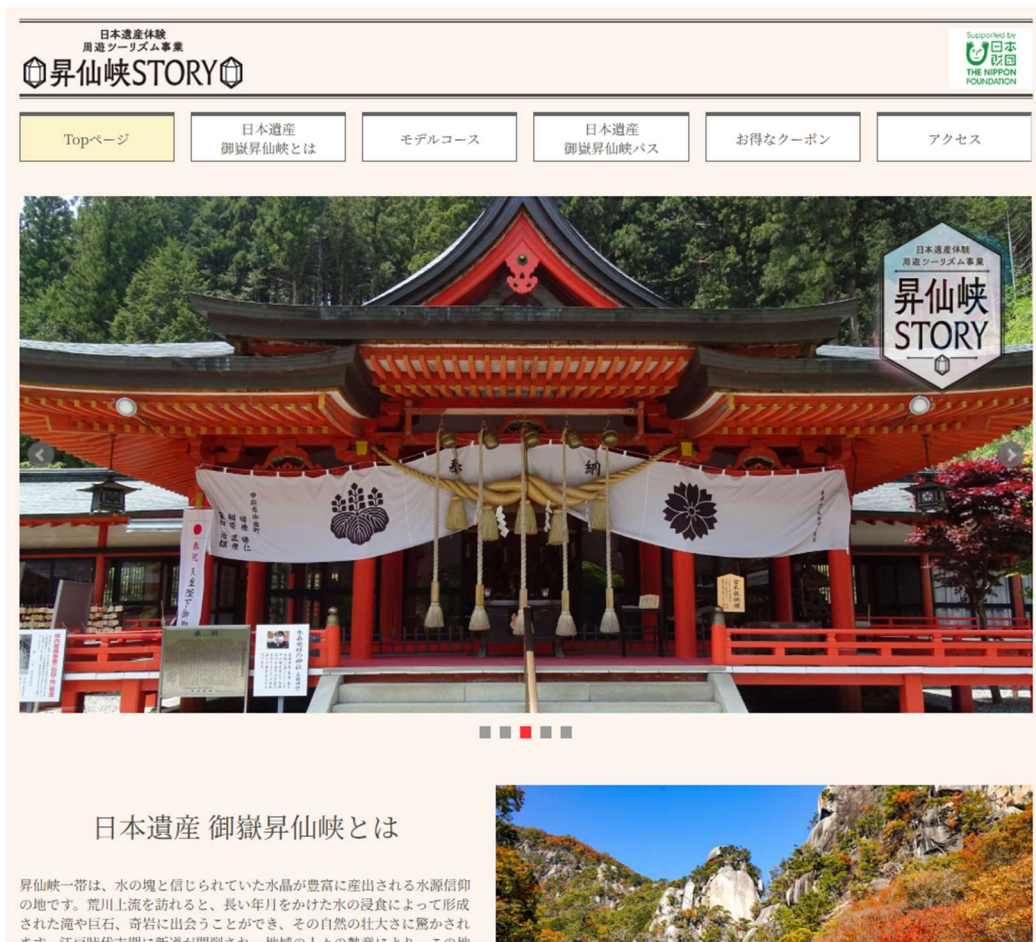 日本遺産体験
周遊ツーリズム事業
昇仙峡STORY
Supported by
日本
財団
THE NIPPON
FOUNDATION
Topページ
日本遺産
御嶽昇仙峡とは
モデルコース
日本遺産
御嶽昇仙峡パス
お得なクーポン
アクセス
日本遺産体験
周遊ツーリズム事業
昇仙峡
STORY
奉納
日本遺産 御嶽昇仙峡とは
昇仙峡一帯は、水の塊と信じられていた水晶が豊富に産出される水源信仰
の地です。荒川上流を訪れると、長い年月をかけた水の浸食によって形成
された滝や巨石、奇岩に出会うことができ、その自然の壮大さに驚かされ